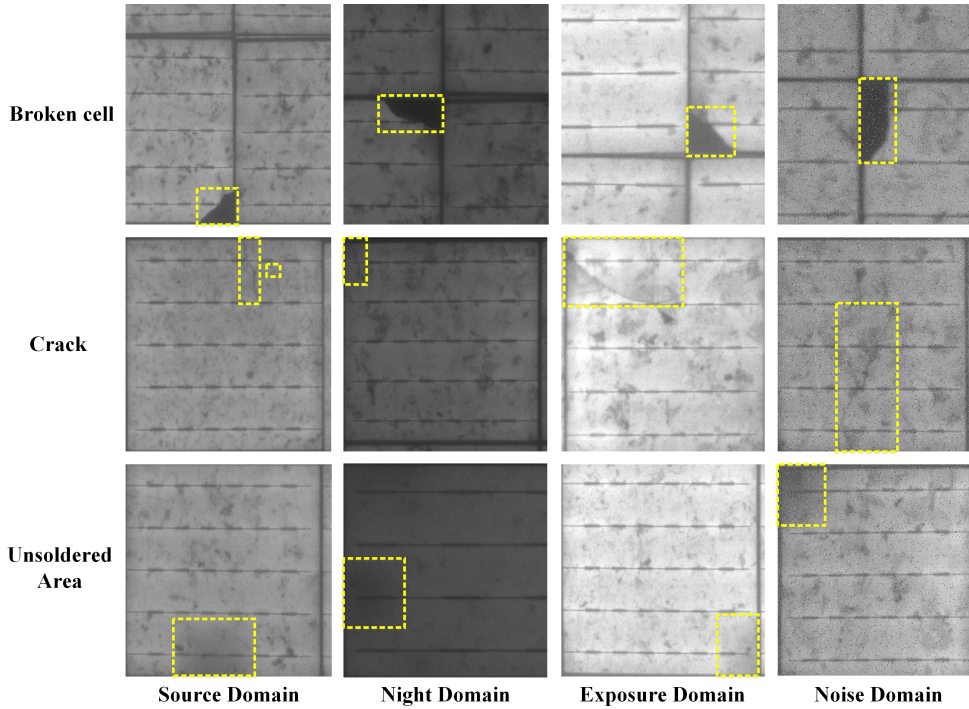 Broken cell
Crack
Unsoldered
Area
Source Domain
Night Domain
Exposure Domain
Noise Domain